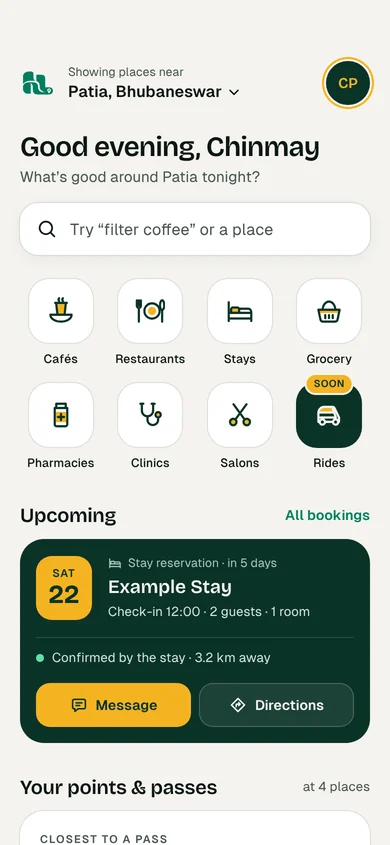 Showing places near
Patia, Bhubaneswar
CP
Good evening, Chinmay
What's good around Patia tonight?
Try “filter coffee” or a place
Cafés
Restaurants
Stays
Grocery
SOON
Pharmacies
Clinics
Salons
Rides
Upcoming
All bookings
SAT
22
Stay reservation · in 5 days
Example Stay
Check-in 12:00 · 2 guests · 1 room
Confirmed by the stay · 3.2 km away
Message
Directions
Your points & passes
at 4 places
CLOSEST TO A PASS